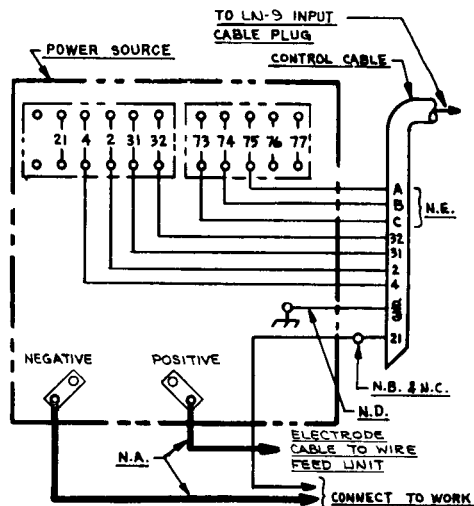 TO LN-9 INPUT
CABLE PLUG
POWER SOURCE
CONTROL CABLE
21 4 2 31 32 73 74 75 76 77
A
B
C
N.E.
32
31
2
4
GND
21
NEGATIVE
POSITIVE
N.B. & N.C.
N.D.
ELECTRODE
CABLE TO WIRE
FEED UNIT
N.A.
CONNECT TO WORK